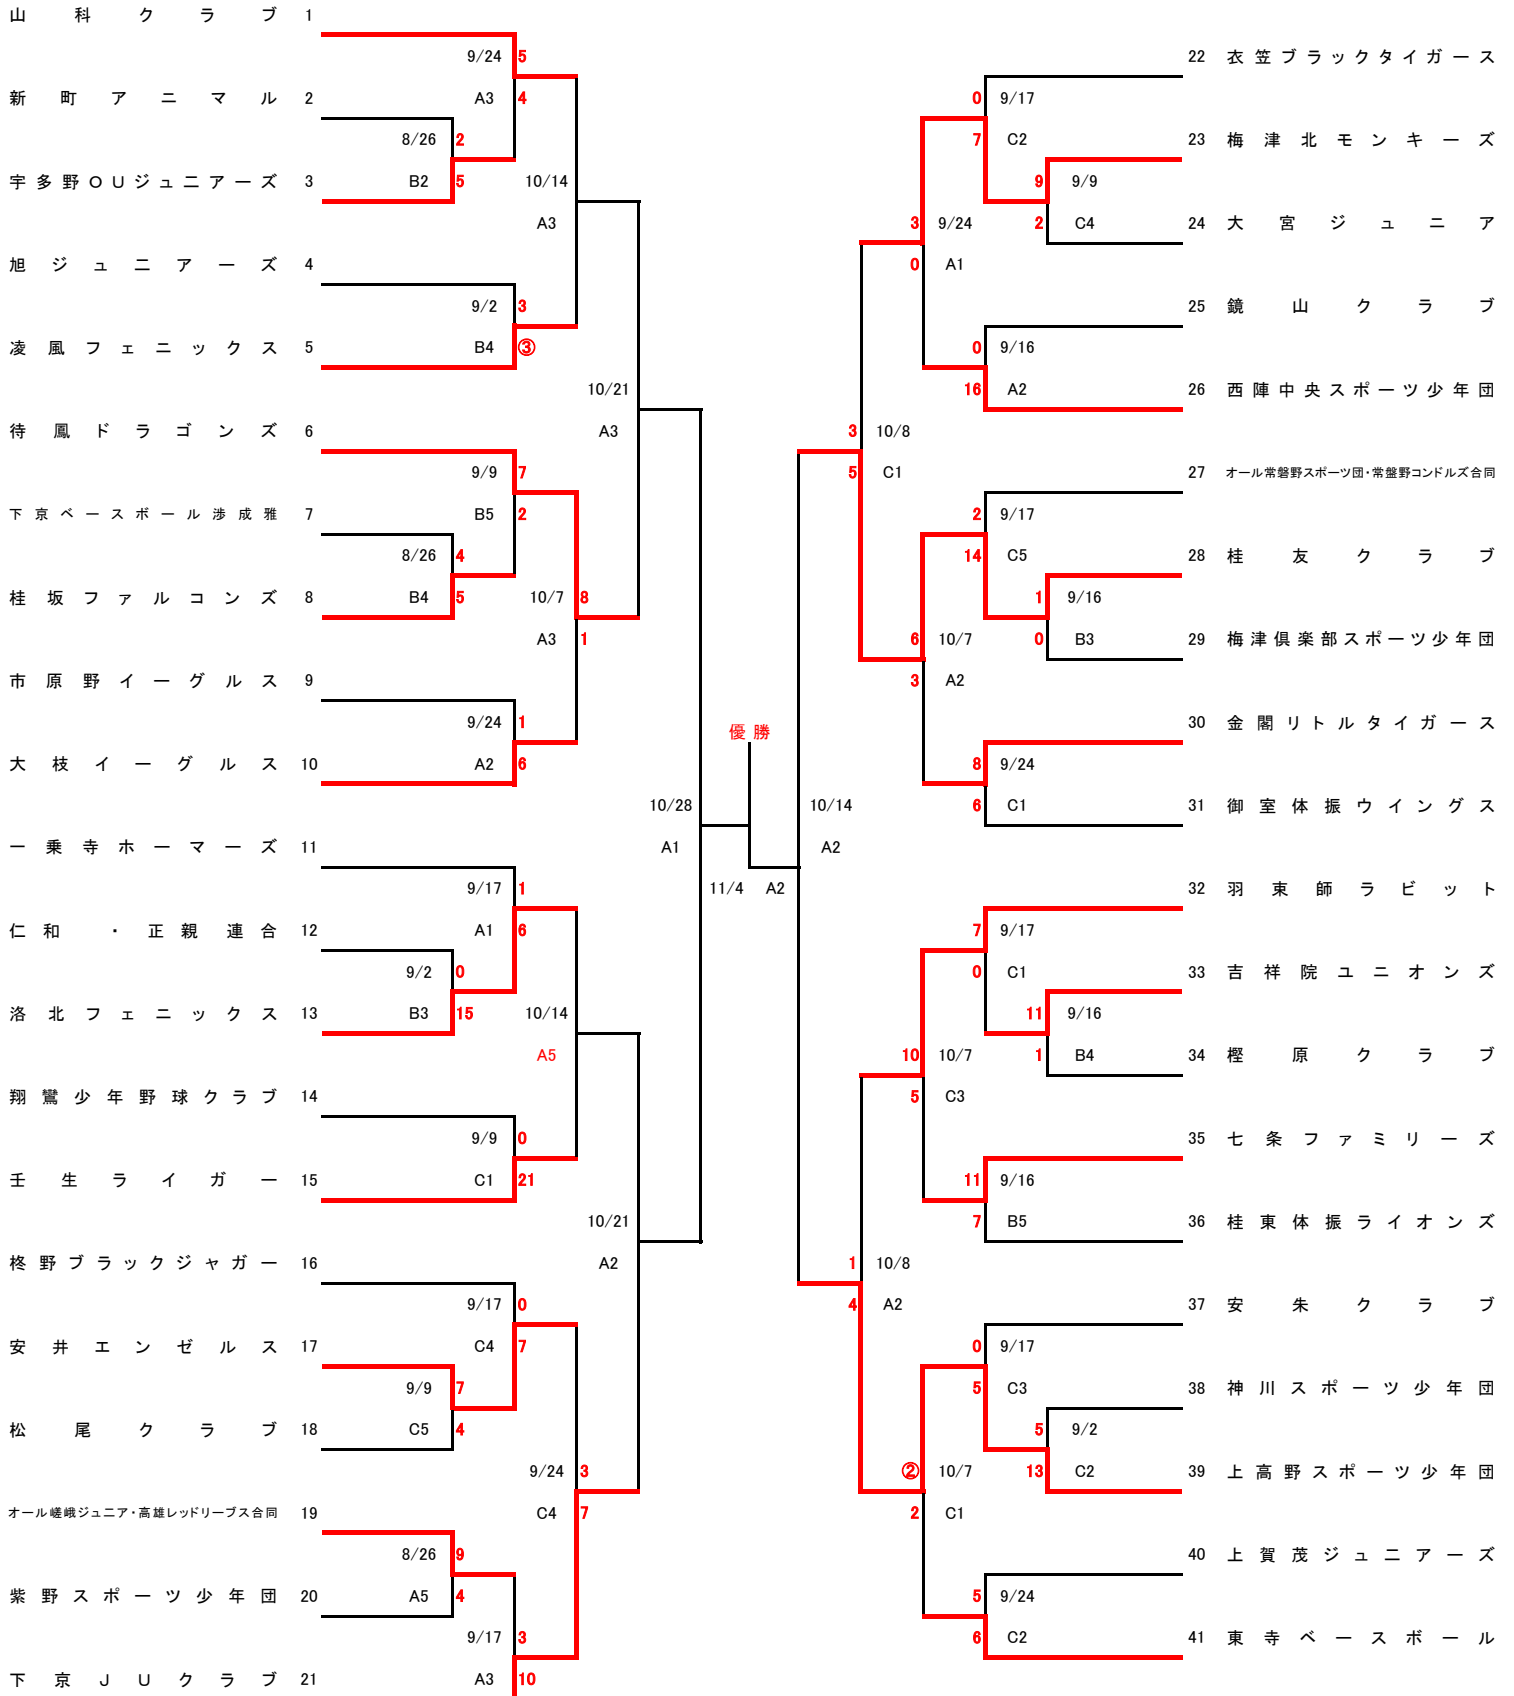 山科クラブ 1
9/24 5
新町アニマル 2
A3 4
8/26 2
宇多野OUジュニアーズ 3
B2 5
10/14
A3
旭ジュニアーズ 4
9/2 3
凌風フェニックス 5
B4 ③
10/21
A3
待鳳ドラゴンズ 6
9/9 7
下京ベースボール渉成雅 7
B5 2
8/26 4
桂坂ファルコンズ 8
B4 5
10/7 8
A3 1
市原野イーグルス 9
9/24 1
大枝イーグルス 10
A2 6
10/28
A1
一乗寺ホーマーズ 11
9/17 1
仁和・正親連合 12
A1 6
9/2 0
洛北フェニックス 13
B3 15
10/14
A5
翔鸞少年野球クラブ 14
9/9 0
壬生ライガー 15
C1 21
10/21
A2
柊野ブラックジャガー 16
9/17 0
安井エンゼルス 17
C4 7
9/9 7
松尾クラブ 18
C5 4
9/24 3
C4 7
オール嵯峨ジュニア・高雄レッドリーブス合同 19
8/26 9
紫野スポーツ少年団 20
A5 4
9/17 3
下京JUクラブ 21
A3 10
優勝
11/4 A2
22 衣笠ブラックタイガース
0 9/17
7 C2
23 梅津北モンキーズ
9 9/9
2 C4
24 大宮ジュニア
3 9/24
0 A1
25 鏡山クラブ
0 9/16
16 A2
26 西陣中央スポーツ少年団
3 10/8
5 C1
27 オール常磐野スポーツ団・常盤野コンドルズ合同
2 9/17
14 C5
28 桂友クラブ
1 9/16
0 B3
29 梅津倶楽部スポーツ少年団
6 10/7
3 A2
30 金閣リトルタイガース
8 9/24
6 C1
31 御室体振ウイングス
10/14
A2
32 羽束師ラビット
7 9/17
0 C1
33 吉祥院ユニオンズ
11 9/16
1 B4
34 樫原クラブ
10 10/7
5 C3
35 七条ファミリーズ
11 9/16
7 B5
36 桂東体振ライオンズ
1 10/8
4 A2
37 安朱クラブ
0 9/17
5 C3
38 神川スポーツ少年団
5 9/2
13 C2
39 上高野スポーツ少年団
② 10/7
2 C1
40 上賀茂ジュニアーズ
5 9/24
6 C2
41 東寺ベースボール